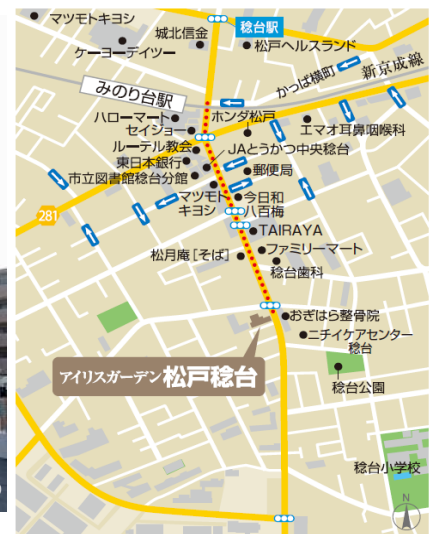 マツモトキヨシ
城北信金
稔台駅
ケーヨーデイツー
松戸ヘルスランド
新京成線
かっぱ横町
みのり台駅
ハローマート
ホンダ松戸
セイジョー
エマオ耳鼻咽喉科
ルーテル教会
JAとうかつ中央稔台
東日本銀行
郵便局
市立図書館稔台分館
マツモト
キヨシ
今日和
八百梅
281
TAIRAYA
松月庵[そば]
ファミリーマート
稔台歯科
おぎはら整骨院
ニチイケアセンター
稔台
アイリスガーデン松戸稔台
稔台公園
稔台小学校
N